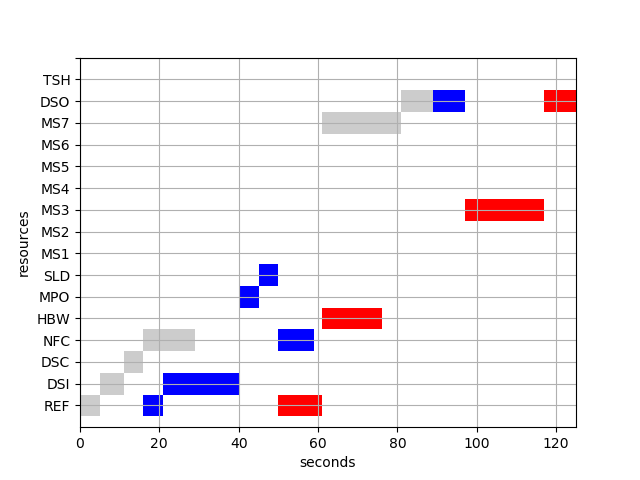 TSH
DSO
MS7
MS6
MS5
MS4
MS3
MS2
MS1
SLD
MPO
HBW
NFC
DSC
DSI
REF
resources
0 20 40 60 80 100 120
seconds